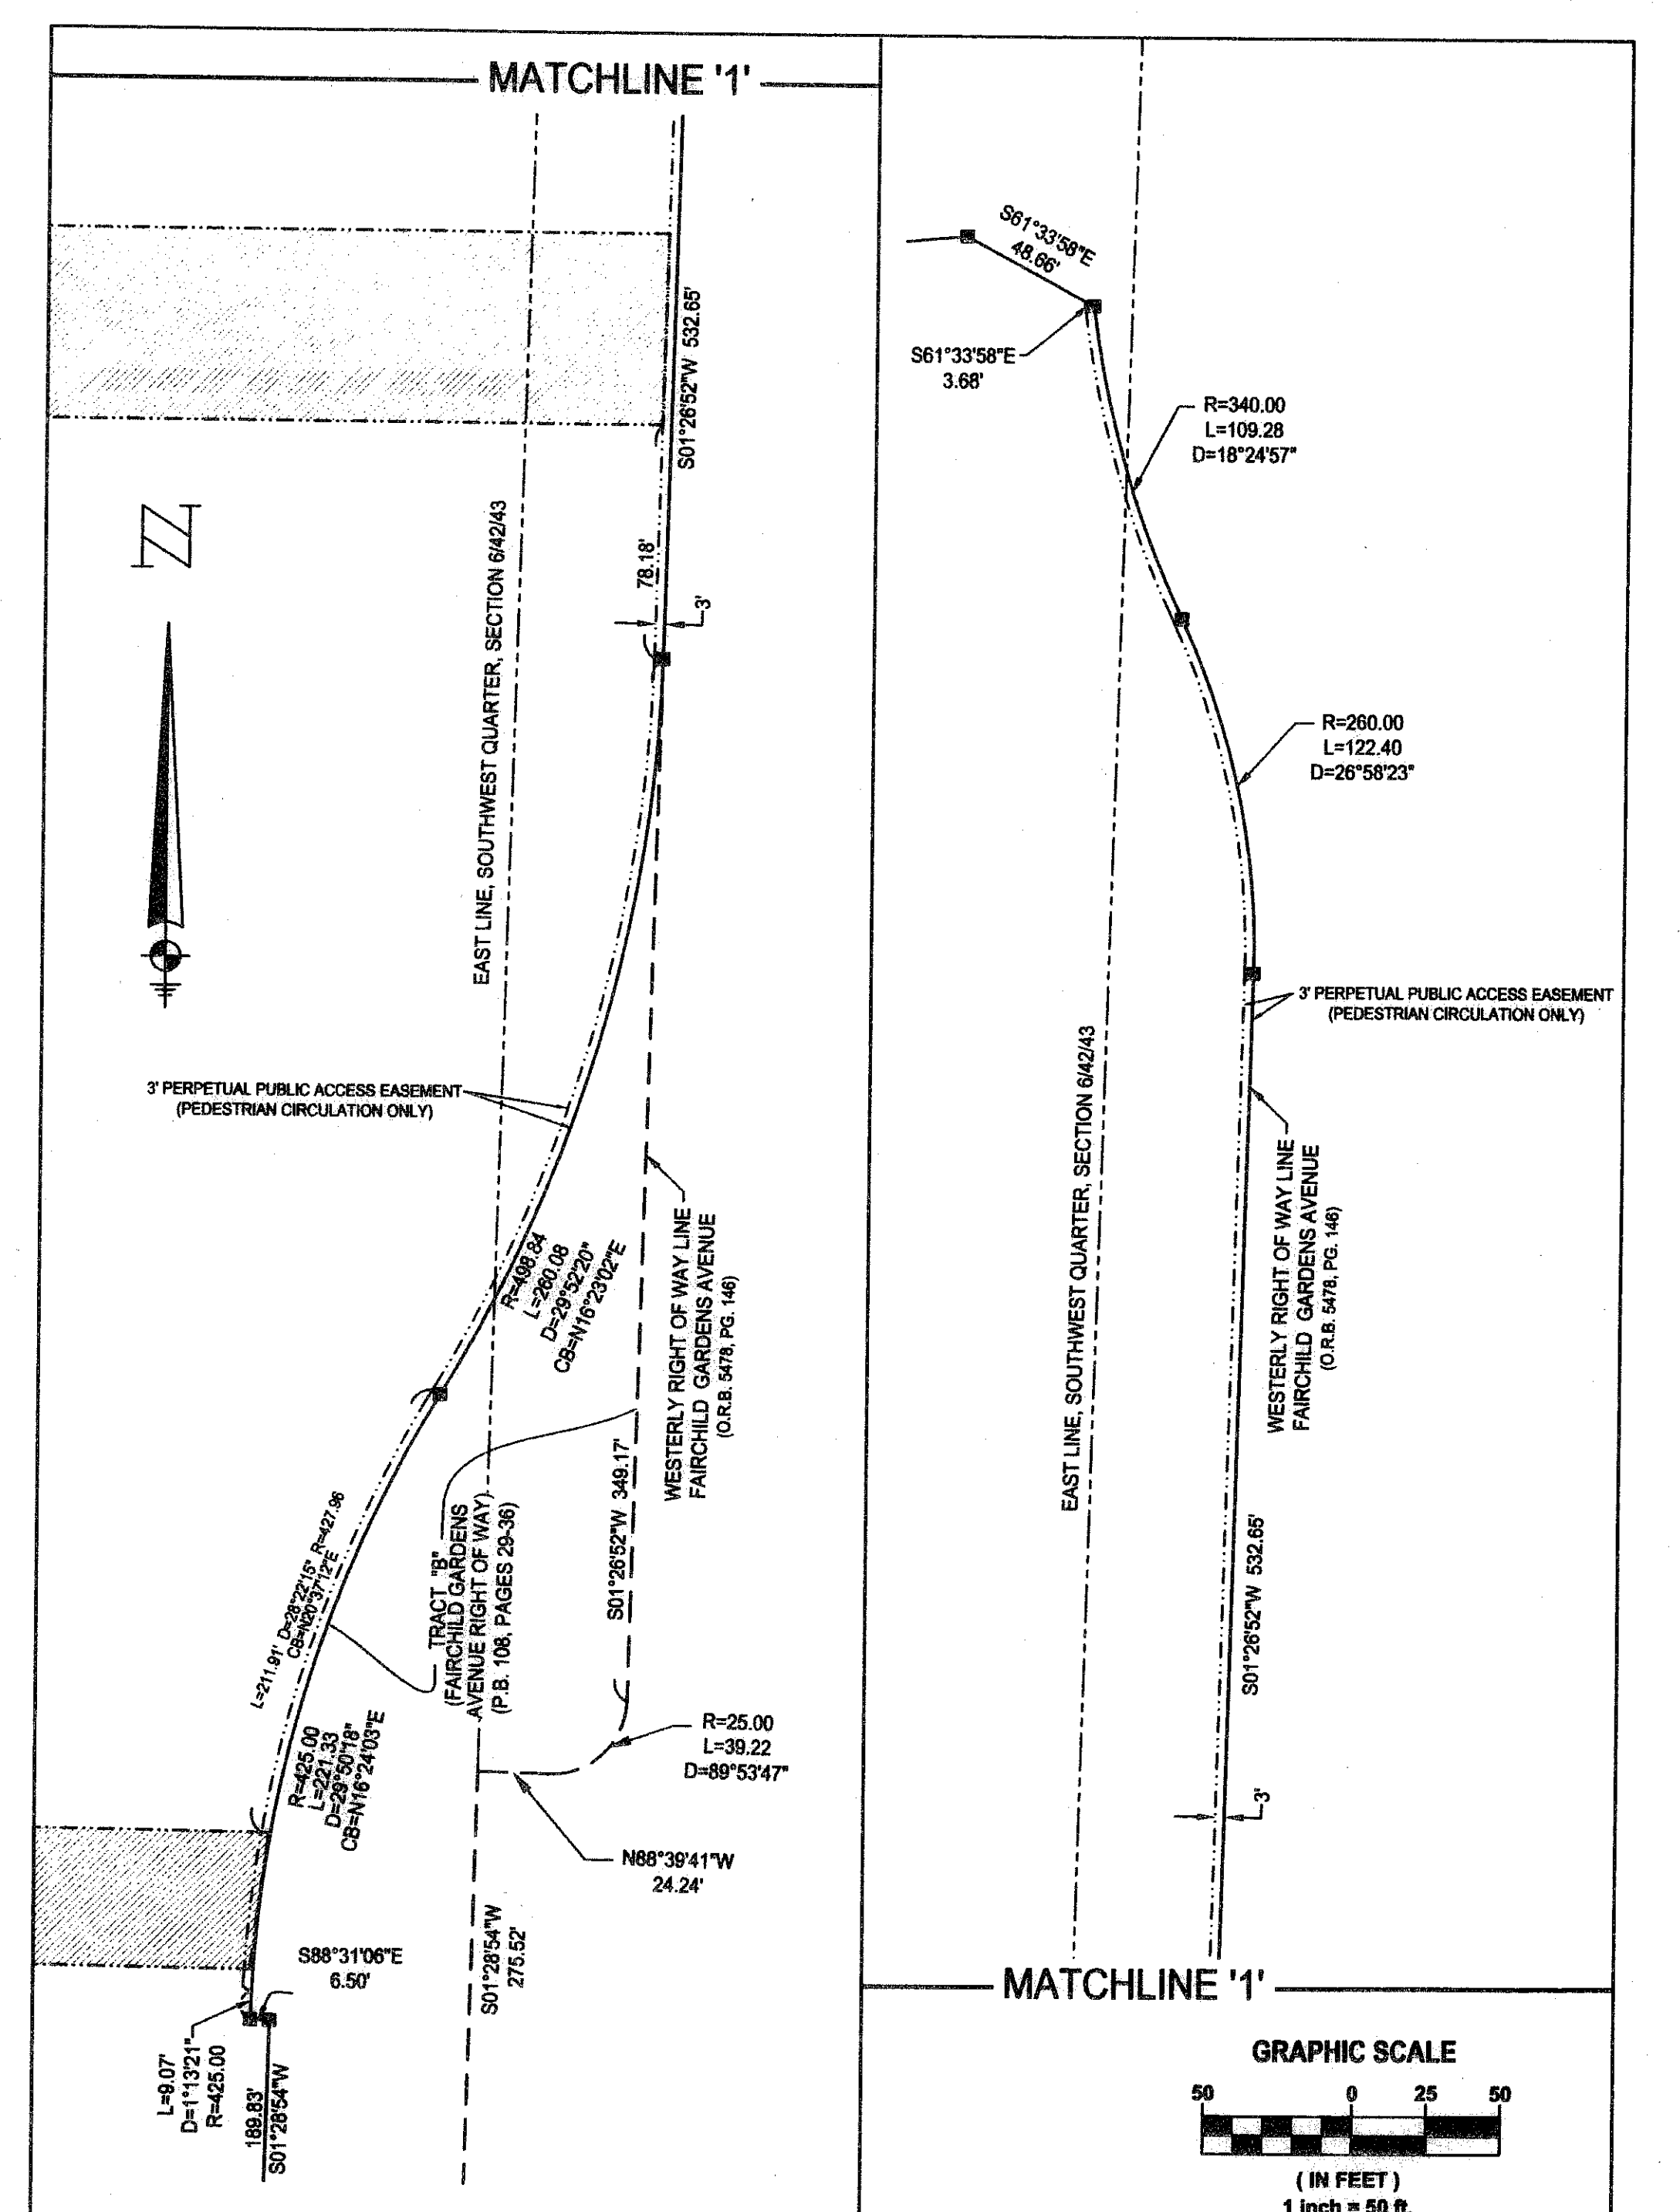 MATCHLINE '1'
S01°26'52"W 532.65'
78.18'
3'
EAST LINE, SOUTHWEST QUARTER, SECTION 6/42/43
N
3' PERPETUAL PUBLIC ACCESS EASEMENT
(PEDESTRIAN CIRCULATION ONLY)
R=498.84
L=260.08
D=29°52'20"
CB=N16°23'02"E
WESTERLY RIGHT OF WAY LINE
FAIRCHILD GARDENS AVENUE
(O.R.B. 5478, PG. 146)
S01°26'52"W 349.17'
TRACT "B"
(FAIRCHILD GARDENS
AVENUE RIGHT OF WAY)
(P.B. 108, PAGES 29-36)
L=211.91' D=28°22'15" R=427.96
CB=N20°37'12"E
R=425.00
L=221.33
D=29°50'18"
CB=N16°24'03"E
R=25.00
L=39.22
D=89°53'47"
N88°39'41"W
24.24'
S01°28'54"W
275.52'
S88°31'06"E
6.50'
L=9.07'
D=1°13'21"
R=425.00
189.83'
S01°28'54"W
S61°33'58"E
48.66'
S61°33'58"E
3.68'
R=340.00
L=109.28
D=18°24'57"
R=260.00
L=122.40
D=26°58'23"
3' PERPETUAL PUBLIC ACCESS EASEMENT
(PEDESTRIAN CIRCULATION ONLY)
EAST LINE, SOUTHWEST QUARTER, SECTION 6/42/43
WESTERLY RIGHT OF WAY LINE
FAIRCHILD GARDENS AVENUE
(O.R.B. 5478, PG. 146)
S01°26'52"W 532.65'
3'
MATCHLINE '1'
GRAPHIC SCALE
50 0 25 50
( IN FEET )
1 inch = 50 ft.